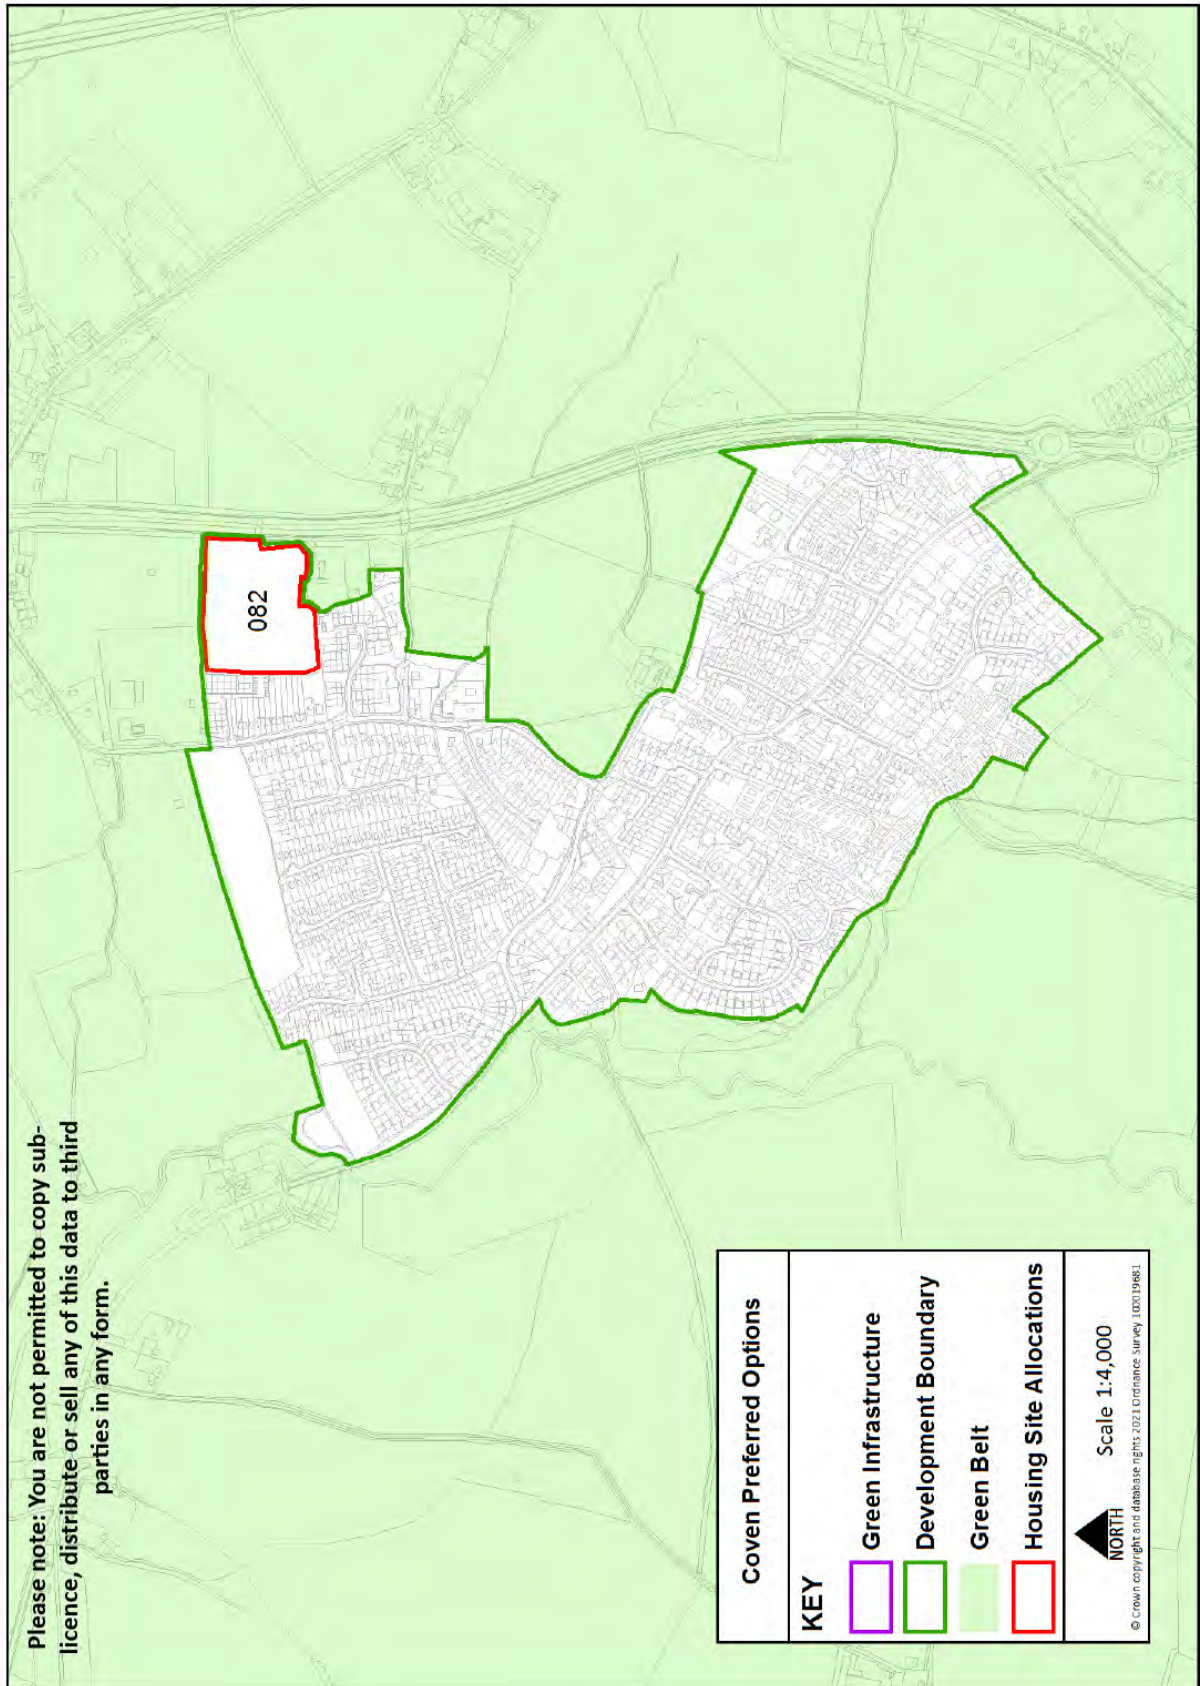 Please note: You are not permitted to copy sub-
licence, distribute or sell any of this data to third
parties in any form.
082
Coven Preferred Options
KEY
Green Infrastructure
Development Boundary
Green Belt
Housing Site Allocations
NORTH
Scale 1:4,000
© Crown copyright and database rights 2021 Ordnance Survey 100019681